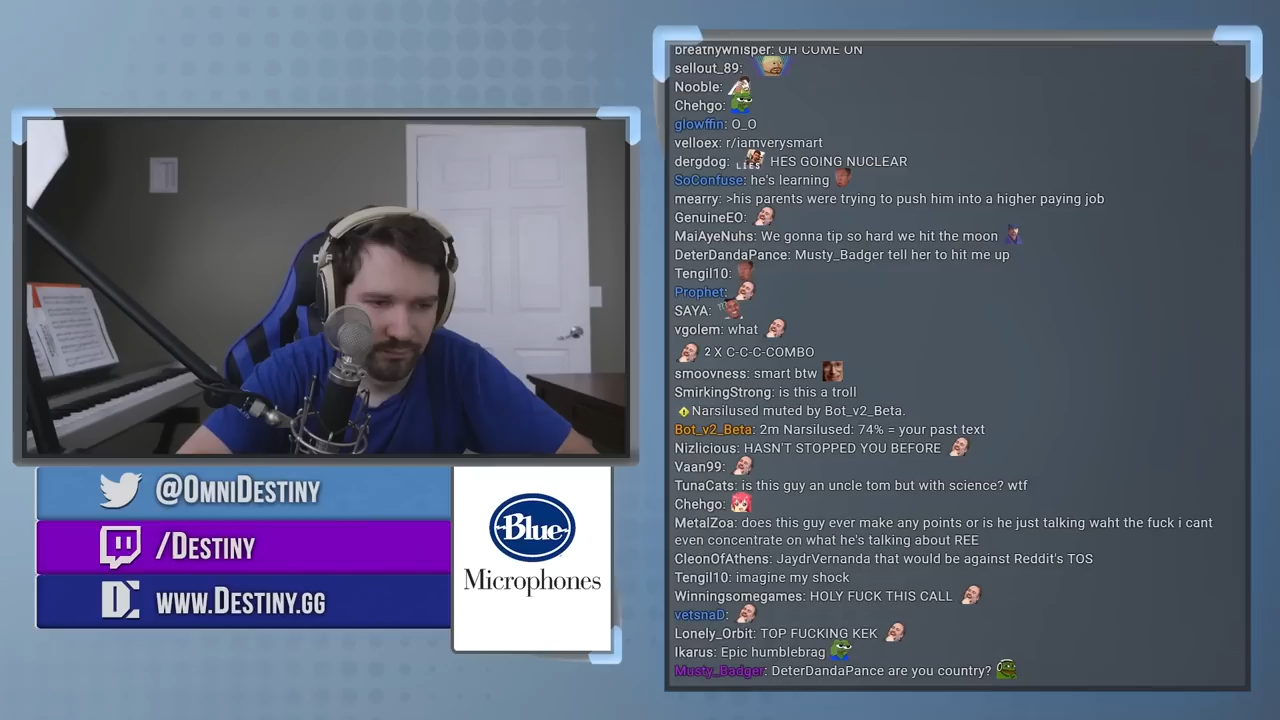 breathywhisper: OH COME ON
sellout_89:
Nooble:
Chehgo:
glowffin: O_O
velloex: r/iamverysmart
dergdog: LIES HES GOING NUCLEAR
SoConfuse: he's learning
mearry: >his parents were trying to push him into a higher paying job
GenuineEO:
MaiAyeNuhs: We gonna tip so hard we hit the moon
DeterDandaPance: Musty_Badger tell her to hit me up
Tengil10:
Prophet:
SAYA:
vgolem: what
2 X C-C-C-COMBO
smoovness: smart btw
SmirkingStrong: is this a troll
Narsilused muted by Bot_v2_Beta.
Bot_v2_Beta: 2m Narsilused: 74% = your past text
Nizlicious: HASN'T STOPPED YOU BEFORE
Vaan99:
TunaCats: is this guy an uncle tom but with science? wtf
Chehgo:
MetalZoa: does this guy ever make any points or is he just talking waht the fuck i cant
even concentrate on what he's talking about REE
CleonOfAthens: JaydrVernanda that would be against Reddit's TOS
Tengil10: imagine my shock
Winningsomegames: HOLY FUCK THIS CALL
vetsnaD:
Lonely_Orbit: TOP FUCKING KEK
Ikarus: Epic humblebrag
Musty_Badger: DeterDandaPance are you country?
@OmniDestiny
/Destiny
www.Destiny.gg
Blue
Microphones